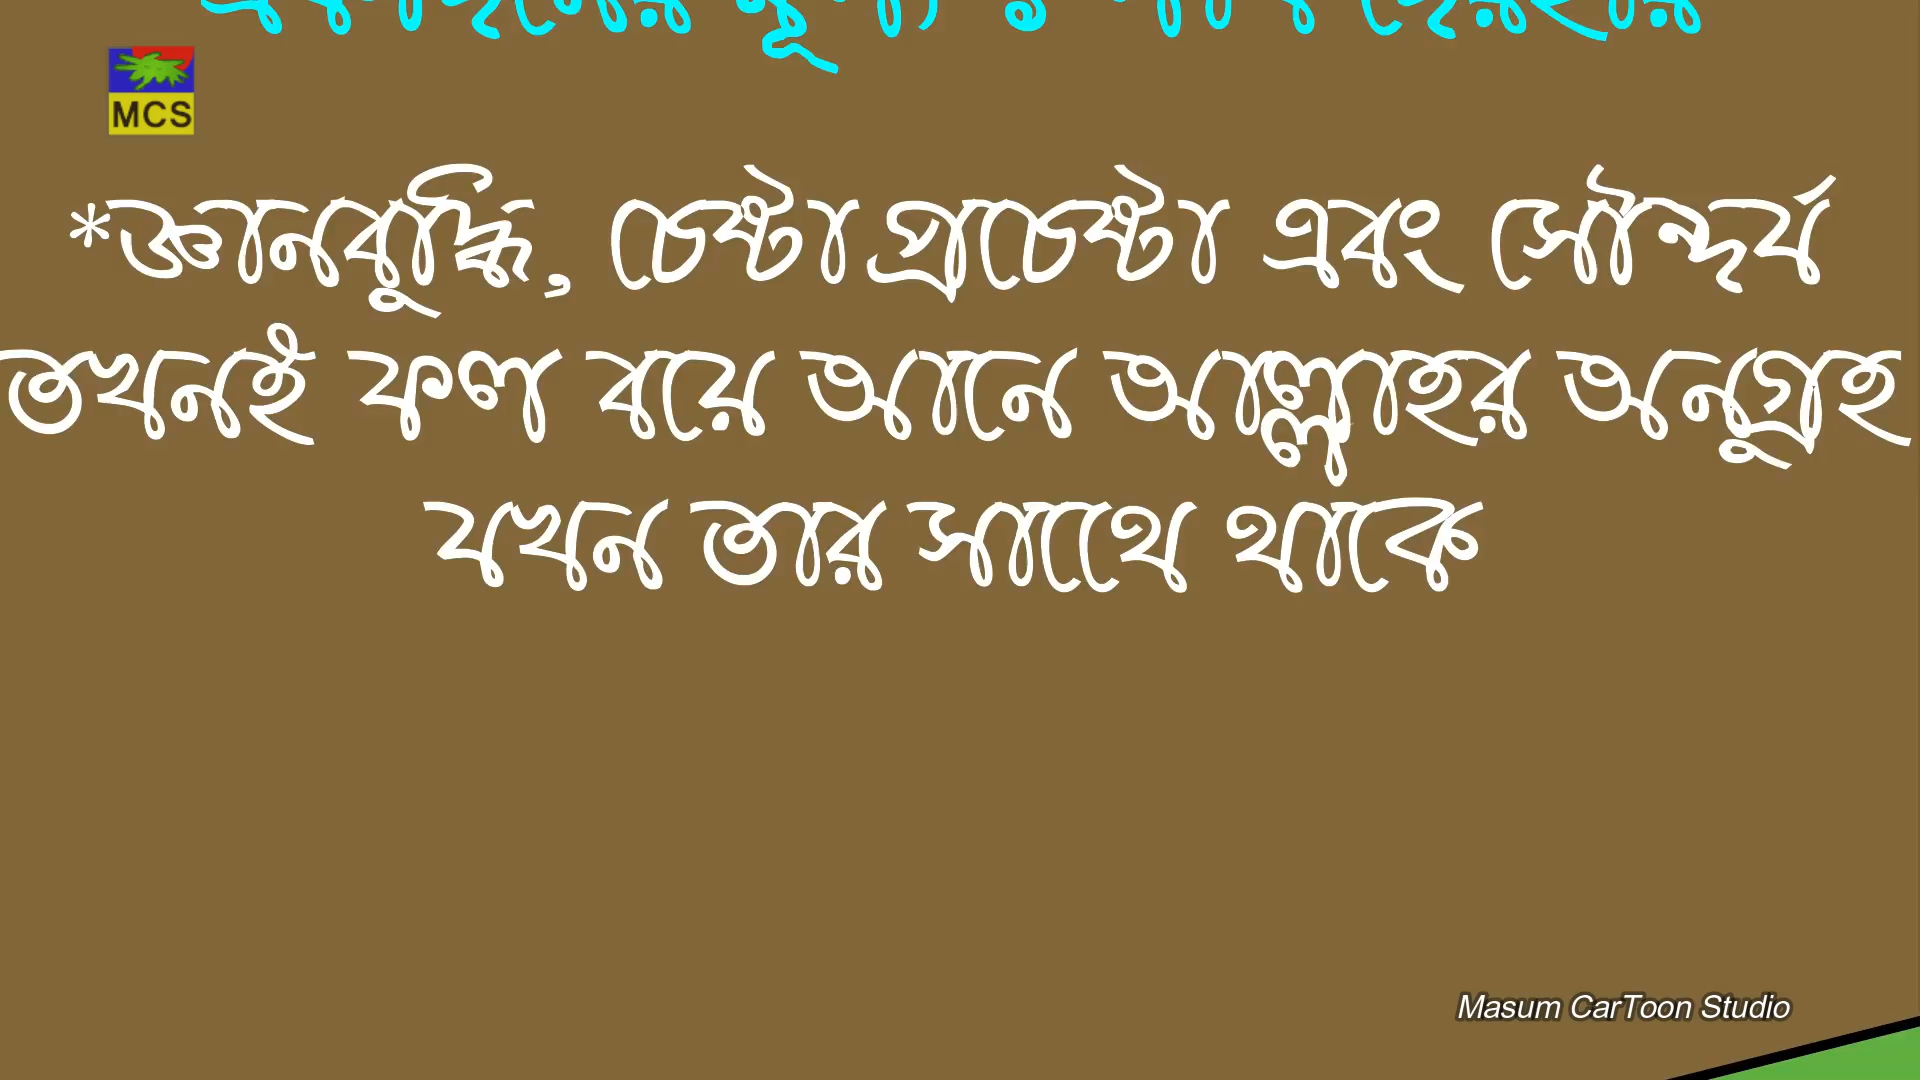 MCS
*জ্ঞানবুদ্ধি, চেষ্টা প্রচেষ্টা এবং সৌন্দর্য
তখনই ফল বয়ে আনে আল্লাহর অনুগ্রহ
যখন তার সাথে থাকে
Masum CarToon Studio